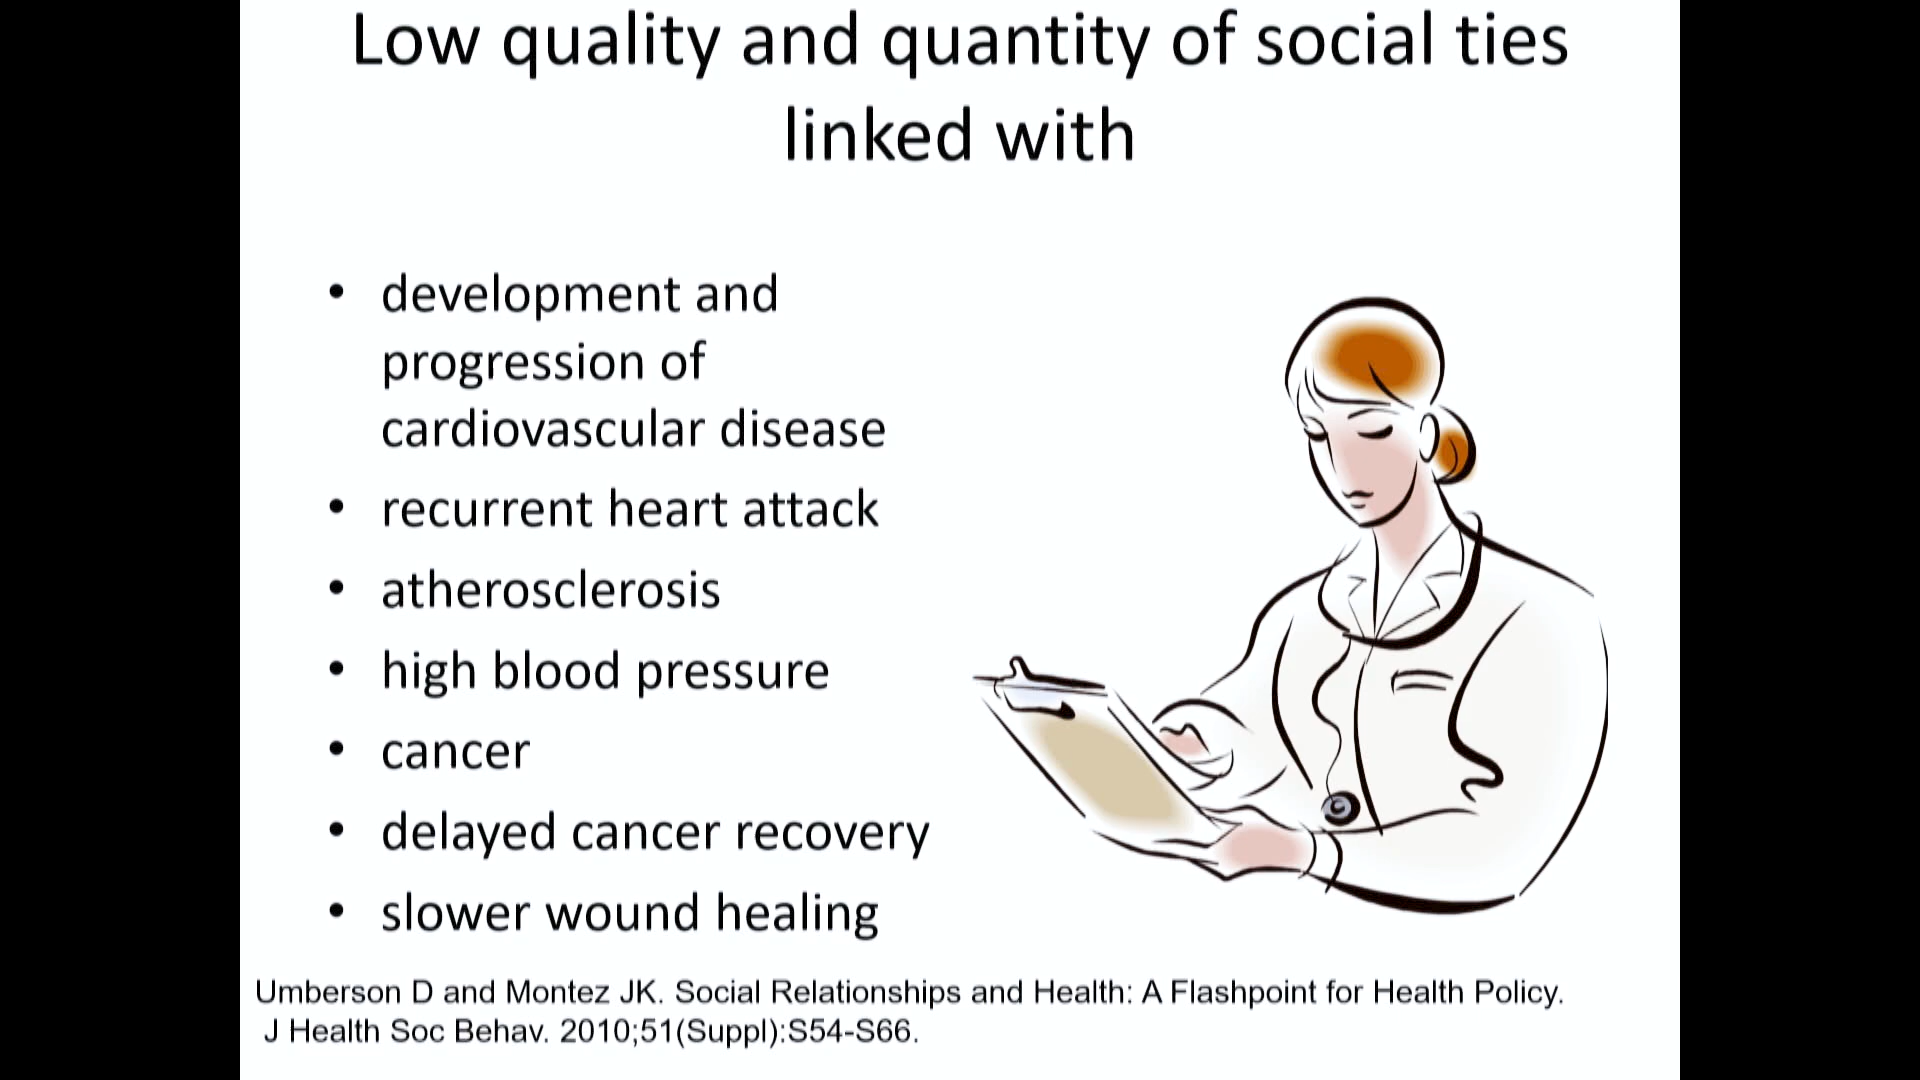 Low quality and quantity of social ties
linked with
• development and
progression of
cardiovascular disease
• recurrent heart attack
• atherosclerosis
• high blood pressure
• cancer
• delayed cancer recovery
• slower wound healing
Umberson D and Montez JK. Social Relationships and Health: A Flashpoint for Health Policy.
J Health Soc Behav. 2010;51(Suppl):S54-S66.